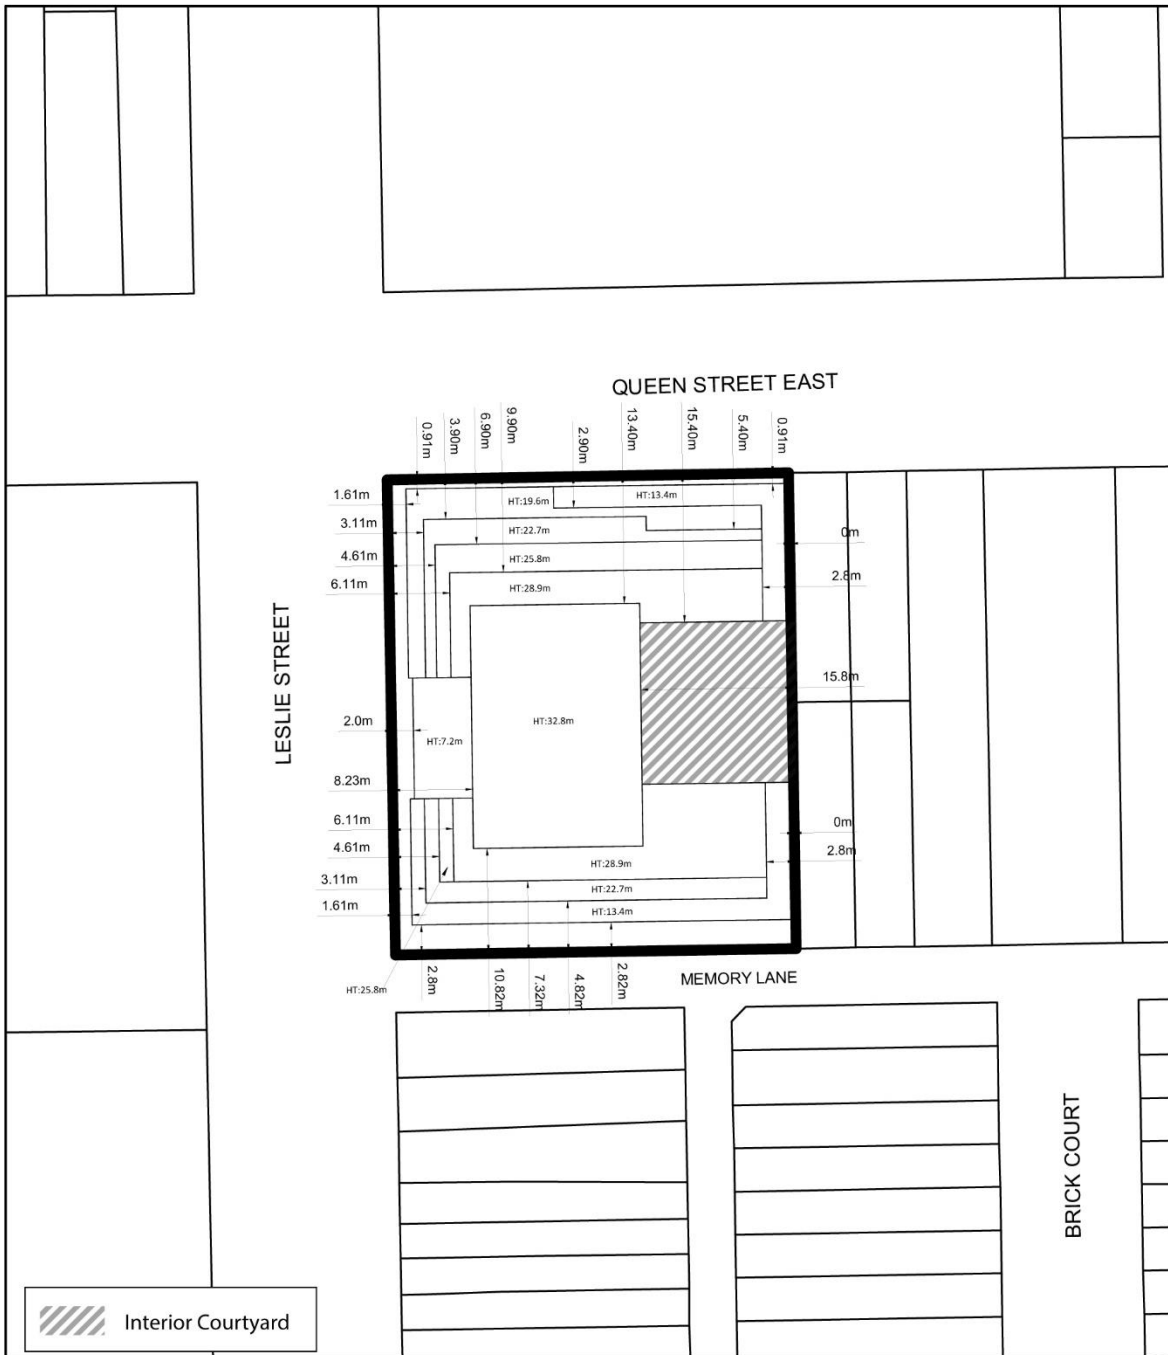 QUEEN STREET EAST
0.91m
3.90m
6.90m
9.90m
2.90m
13.40m
15.40m
5.40m
0.91m
1.61m
3.11m
4.61m
6.11m
HT:19.6m
HT:13.4m
HT:22.7m
HT:25.8m
HT:28.9m
0m
2.8m
LESLIE STREET
15.8m
2.0m
HT:7.2m
HT:32.8m
8.23m
6.11m
4.61m
3.11m
1.61m
0m
2.8m
HT:28.9m
HT:22.7m
HT:13.4m
HT:25.8m
2.8m
10.82m
7.32m
4.82m
2.82m
MEMORY LANE
BRICK COURT
Interior Courtyard